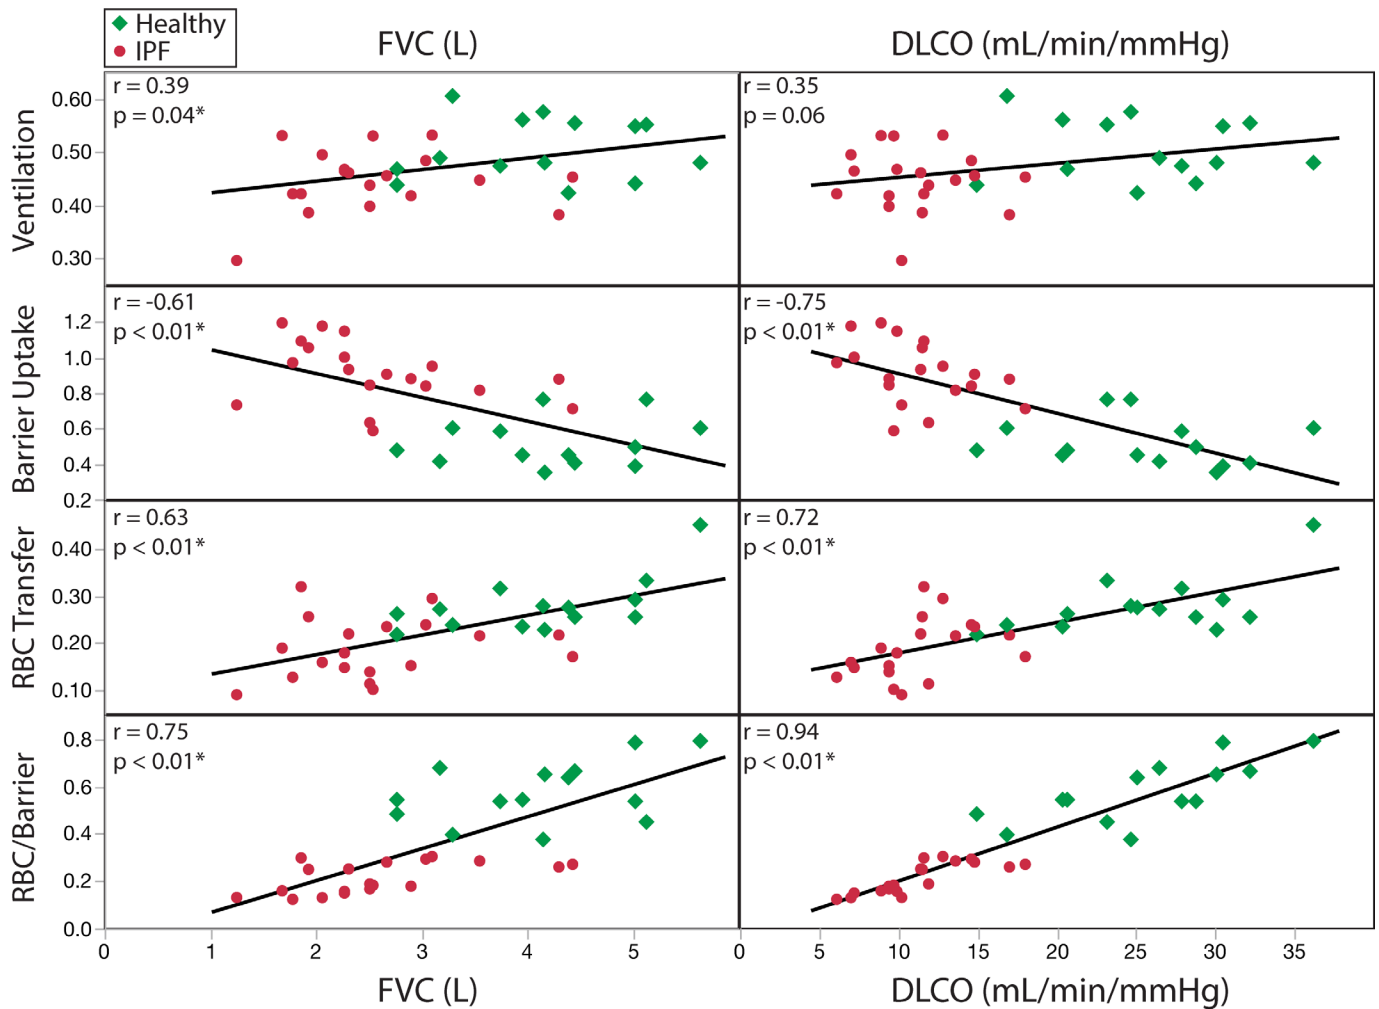 Healthy
IPF
FVC (L)
DLCO (mL/min/mmHg)
Ventilation
0.60
0.50
0.40
0.30
r = 0.39
p = 0.04*
r = 0.35
p = 0.06
Barrier Uptake
1.2
1.0
0.8
0.6
0.4
0.2
r = -0.61
p < 0.01*
r = -0.75
p < 0.01*
RBC Transfer
0.40
0.30
0.20
0.10
r = 0.63
p < 0.01*
r = 0.72
p < 0.01*
RBC/Barrier
0.8
0.6
0.4
0.2
0.0
r = 0.75
p < 0.01*
r = 0.94
p < 0.01*
0 1 2 3 4 5
0 5 10 15 20 25 30 35
FVC (L)
DLCO (mL/min/mmHg)